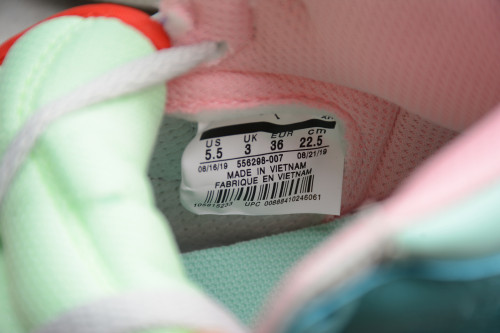 US UK EUR cm
5.5 3 36 22.5
08/16/19 556298-007 08/21/19
MADE IN VIETNAM
FABRIQUE EN VIETNAM
UPC 00888410246061